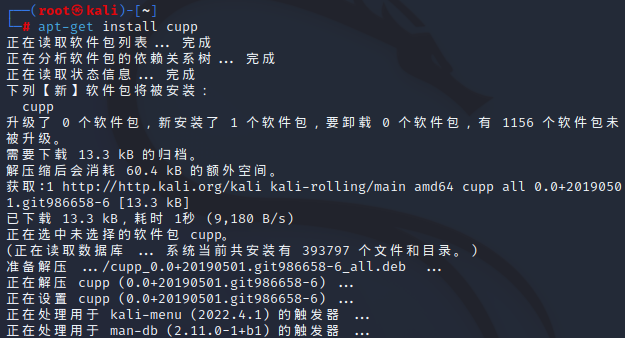 ┌──(root㉿kali)-[~]
└─# apt-get install cupp
正在读取软件包列表... 完成
正在分析软件包的依赖关系树... 完成
正在读取状态信息... 完成
下列【新】软件包将被安装：
  cupp
升级了 0 个软件包，新安装了 1 个软件包，要卸载 0 个软件包，有 1156 个软件包未
被升级。
需要下载 13.3 kB 的归档。
解压缩后会消耗 60.4 kB 的额外空间。
获取:1 http://http.kali.org/kali kali-rolling/main amd64 cupp all 0.0+2019050
1.git986658-6 [13.3 kB]
已下载 13.3 kB，耗时 1秒 (9,180 B/s)
正在选中未选择的软件包 cupp。
(正在读取数据库 ... 系统当前共安装有 393797 个文件和目录。)
准备解压 .../cupp_0.0+20190501.git986658-6_all.deb  ...
正在解压 cupp (0.0+20190501.git986658-6) ...
正在设置 cupp (0.0+20190501.git986658-6) ...
正在处理用于 kali-menu (2022.4.1) 的触发器 ...
正在处理用于 man-db (2.11.0-1+b1) 的触发器 ...